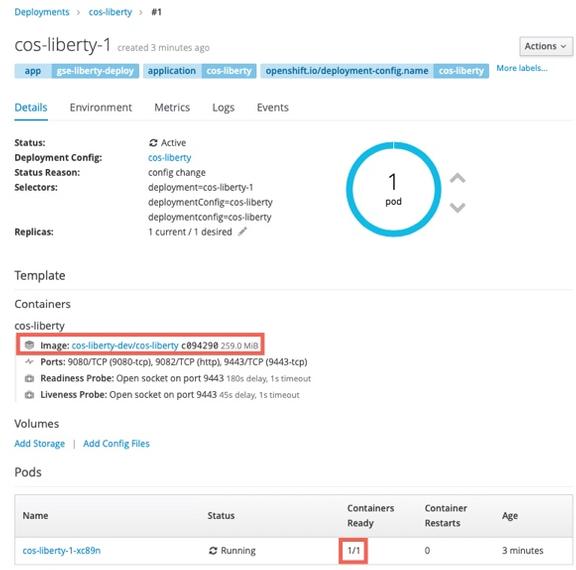 Deployments > cos-liberty > #1
cos-liberty-1 created 3 minutes ago Actions
app gse-liberty-deploy application cos-liberty openshift.io/deployment-config.name cos-liberty More labels...
Details Environment Metrics Logs Events
Status: Active
Deployment Config: cos-liberty
Status Reason: config change
Selectors: deployment=cos-liberty-1
deploymentConfig=cos-liberty
deploymentconfig=cos-liberty
Replicas: 1 current / 1 desired
1
pod
Template
Containers
cos-liberty
Image: cos-liberty-dev/cos-liberty c094290 259.0 MiB
Ports: 9080/TCP (9080-tcp), 9082/TCP (http), 9443/TCP (9443-tcp)
Readiness Probe: Open socket on port 9443 180s delay, 1s timeout
Liveness Probe: Open socket on port 9443 45s delay, 1s timeout
Volumes
Add Storage | Add Config Files
Pods
Name Status Containers Ready Container Restarts Age
cos-liberty-1-xc89n Running 1/1 0 3 minutes